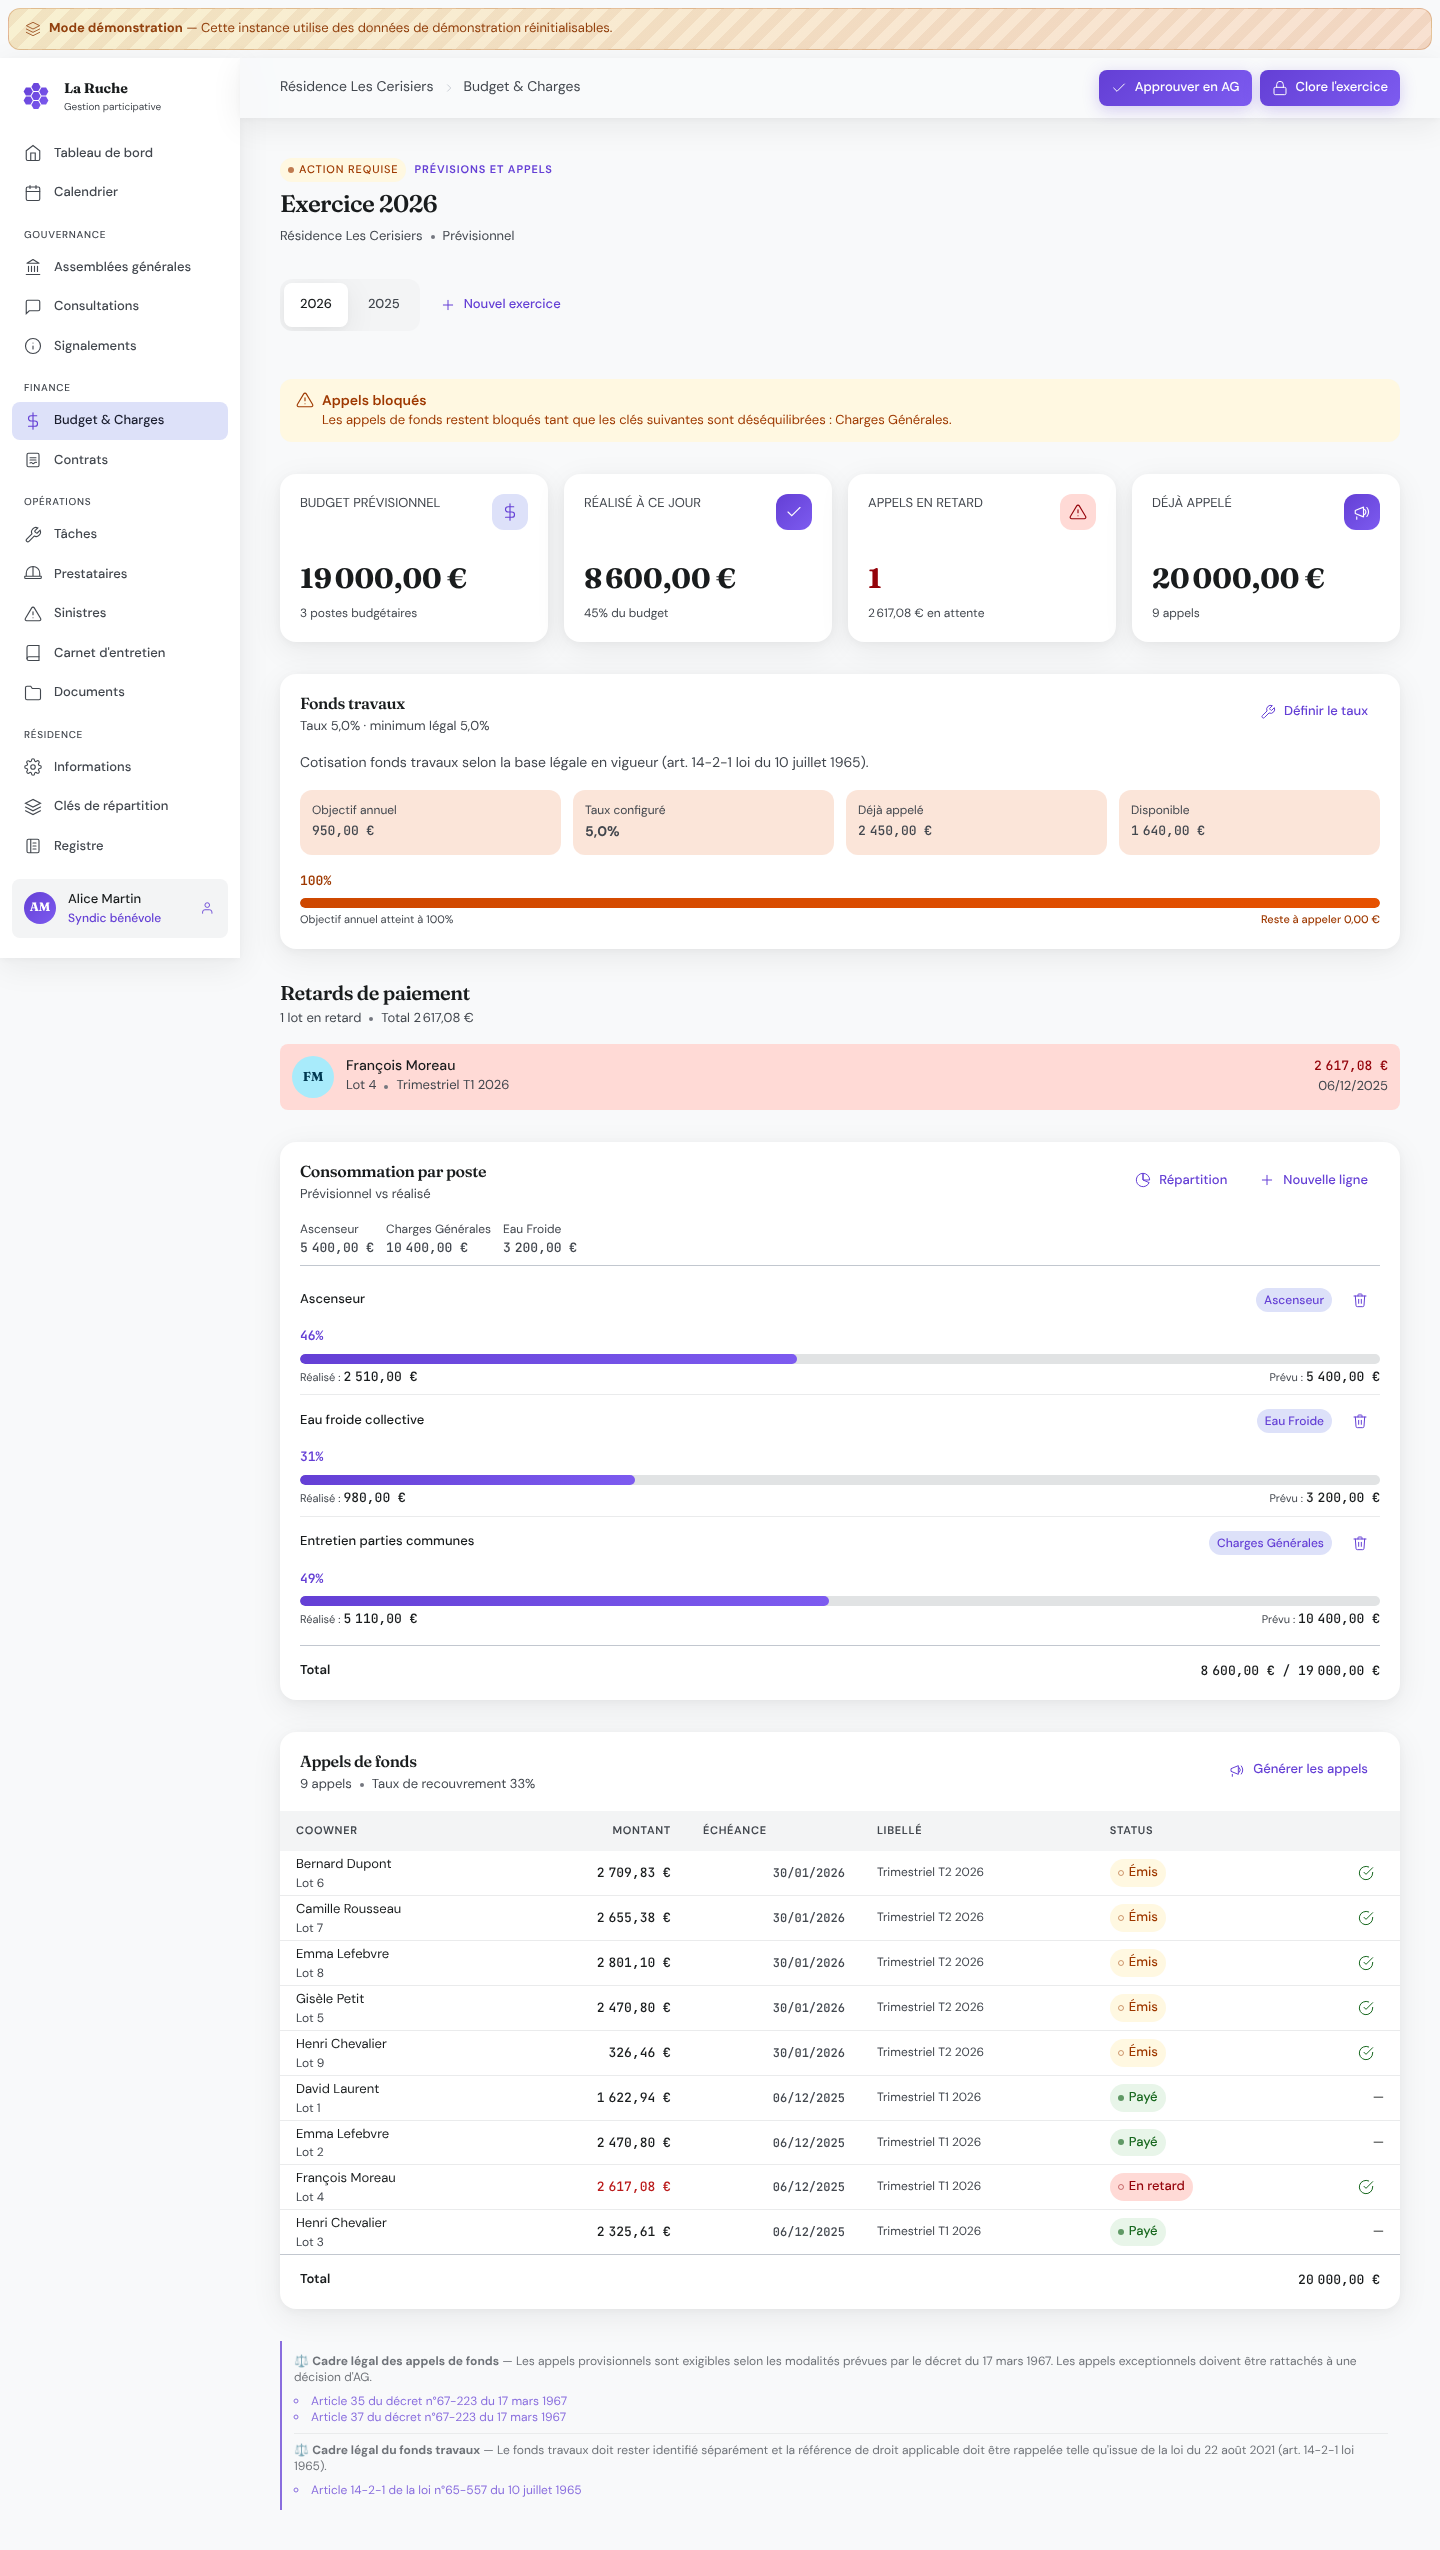 Mode démonstration — Cette instance utilise des données de démonstration réinitialisables.
La Ruche
Gestion participative
Résidence Les Cerisiers
Budget & Charges
Approuver en AG
Clore l'exercice
Tableau de bord
Calendrier
GOUVERNANCE
Assemblées générales
Consultations
Signalements
FINANCE
Budget & Charges
Contrats
OPÉRATIONS
Tâches
Prestataires
Sinistres
Carnet d'entretien
Documents
RÉSIDENCE
Informations
Clés de répartition
Registre
AM
Alice Martin
Syndic bénévole
ACTION REQUISE
PRÉVISIONS ET APPELS
Exercice 2026
Résidence Les Cerisiers • Prévisionnel
2026
2025
Nouvel exercice
Appels bloqués
Les appels de fonds restent bloqués tant que les clés suivantes sont déséquilibrées : Charges Générales.
BUDGET PRÉVISIONNEL
19 000,00 €
3 postes budgétaires
RÉALISÉ À CE JOUR
8 600,00 €
45% du budget
APPELS EN RETARD
1
2 617,08 € en attente
DÉJÀ APPELÉ
20 000,00 €
9 appels
Fonds travaux
Taux 5,0% · minimum légal 5,0%
Définir le taux
Cotisation fonds travaux selon la base légale en vigueur (art. 14-2-1 loi du 10 juillet 1965).
Objectif annuel
950,00 €
Taux configuré
5,0%
Déjà appelé
2 450,00 €
Disponible
1 640,00 €
100%
Objectif annuel atteint à 100%
Reste à appeler 0,00 €
Retards de paiement
1 lot en retard • Total 2 617,08 €
FM
François Moreau
Lot 4 • Trimestriel T1 2026
2 617,08 €
06/12/2025
Consommation par poste
Prévisionnel vs réalisé
Répartition
Nouvelle ligne
Ascenseur
5 400,00 €
Charges Générales
10 400,00 €
Eau Froide
3 200,00 €
Ascenseur
Ascenseur
46%
Réalisé : 2 510,00 €
Prévu : 5 400,00 €
Eau froide collective
Eau Froide
31%
Réalisé : 980,00 €
Prévu : 3 200,00 €
Entretien parties communes
Charges Générales
49%
Réalisé : 5 110,00 €
Prévu : 10 400,00 €
Total
8 600,00 € / 19 000,00 €
Appels de fonds
9 appels • Taux de recouvrement 33%
Générer les appels
COOWNER MONTANT ÉCHÉANCE LIBELLÉ STATUS
Bernard Dupont
Lot 6
2 709,83 € 30/01/2026 Trimestriel T2 2026 Émis
Camille Rousseau
Lot 7
2 655,38 € 30/01/2026 Trimestriel T2 2026 Émis
Emma Lefebvre
Lot 8
2 801,10 € 30/01/2026 Trimestriel T2 2026 Émis
Gisèle Petit
Lot 5
2 470,80 € 30/01/2026 Trimestriel T2 2026 Émis
Henri Chevalier
Lot 9
326,46 € 30/01/2026 Trimestriel T2 2026 Émis
David Laurent
Lot 1
1 622,94 € 06/12/2025 Trimestriel T1 2026 Payé —
Emma Lefebvre
Lot 2
2 470,80 € 06/12/2025 Trimestriel T1 2026 Payé —
François Moreau
Lot 4
2 617,08 € 06/12/2025 Trimestriel T1 2026 En retard
Henri Chevalier
Lot 3
2 325,61 € 06/12/2025 Trimestriel T1 2026 Payé —
Total
20 000,00 €
⚖️ Cadre légal des appels de fonds — Les appels provisionnels sont exigibles selon les modalités prévues par le décret du 17 mars 1967. Les appels exceptionnels doivent être rattachés à une
décision d'AG.
Article 35 du décret n°67-223 du 17 mars 1967
Article 37 du décret n°67-223 du 17 mars 1967
⚖️ Cadre légal du fonds travaux — Le fonds travaux doit rester identifié séparément et la référence de droit applicable doit être rappelée telle qu'issue de la loi du 22 août 2021 (art. 14-2-1 loi
1965).
Article 14-2-1 de la loi n°65-557 du 10 juillet 1965